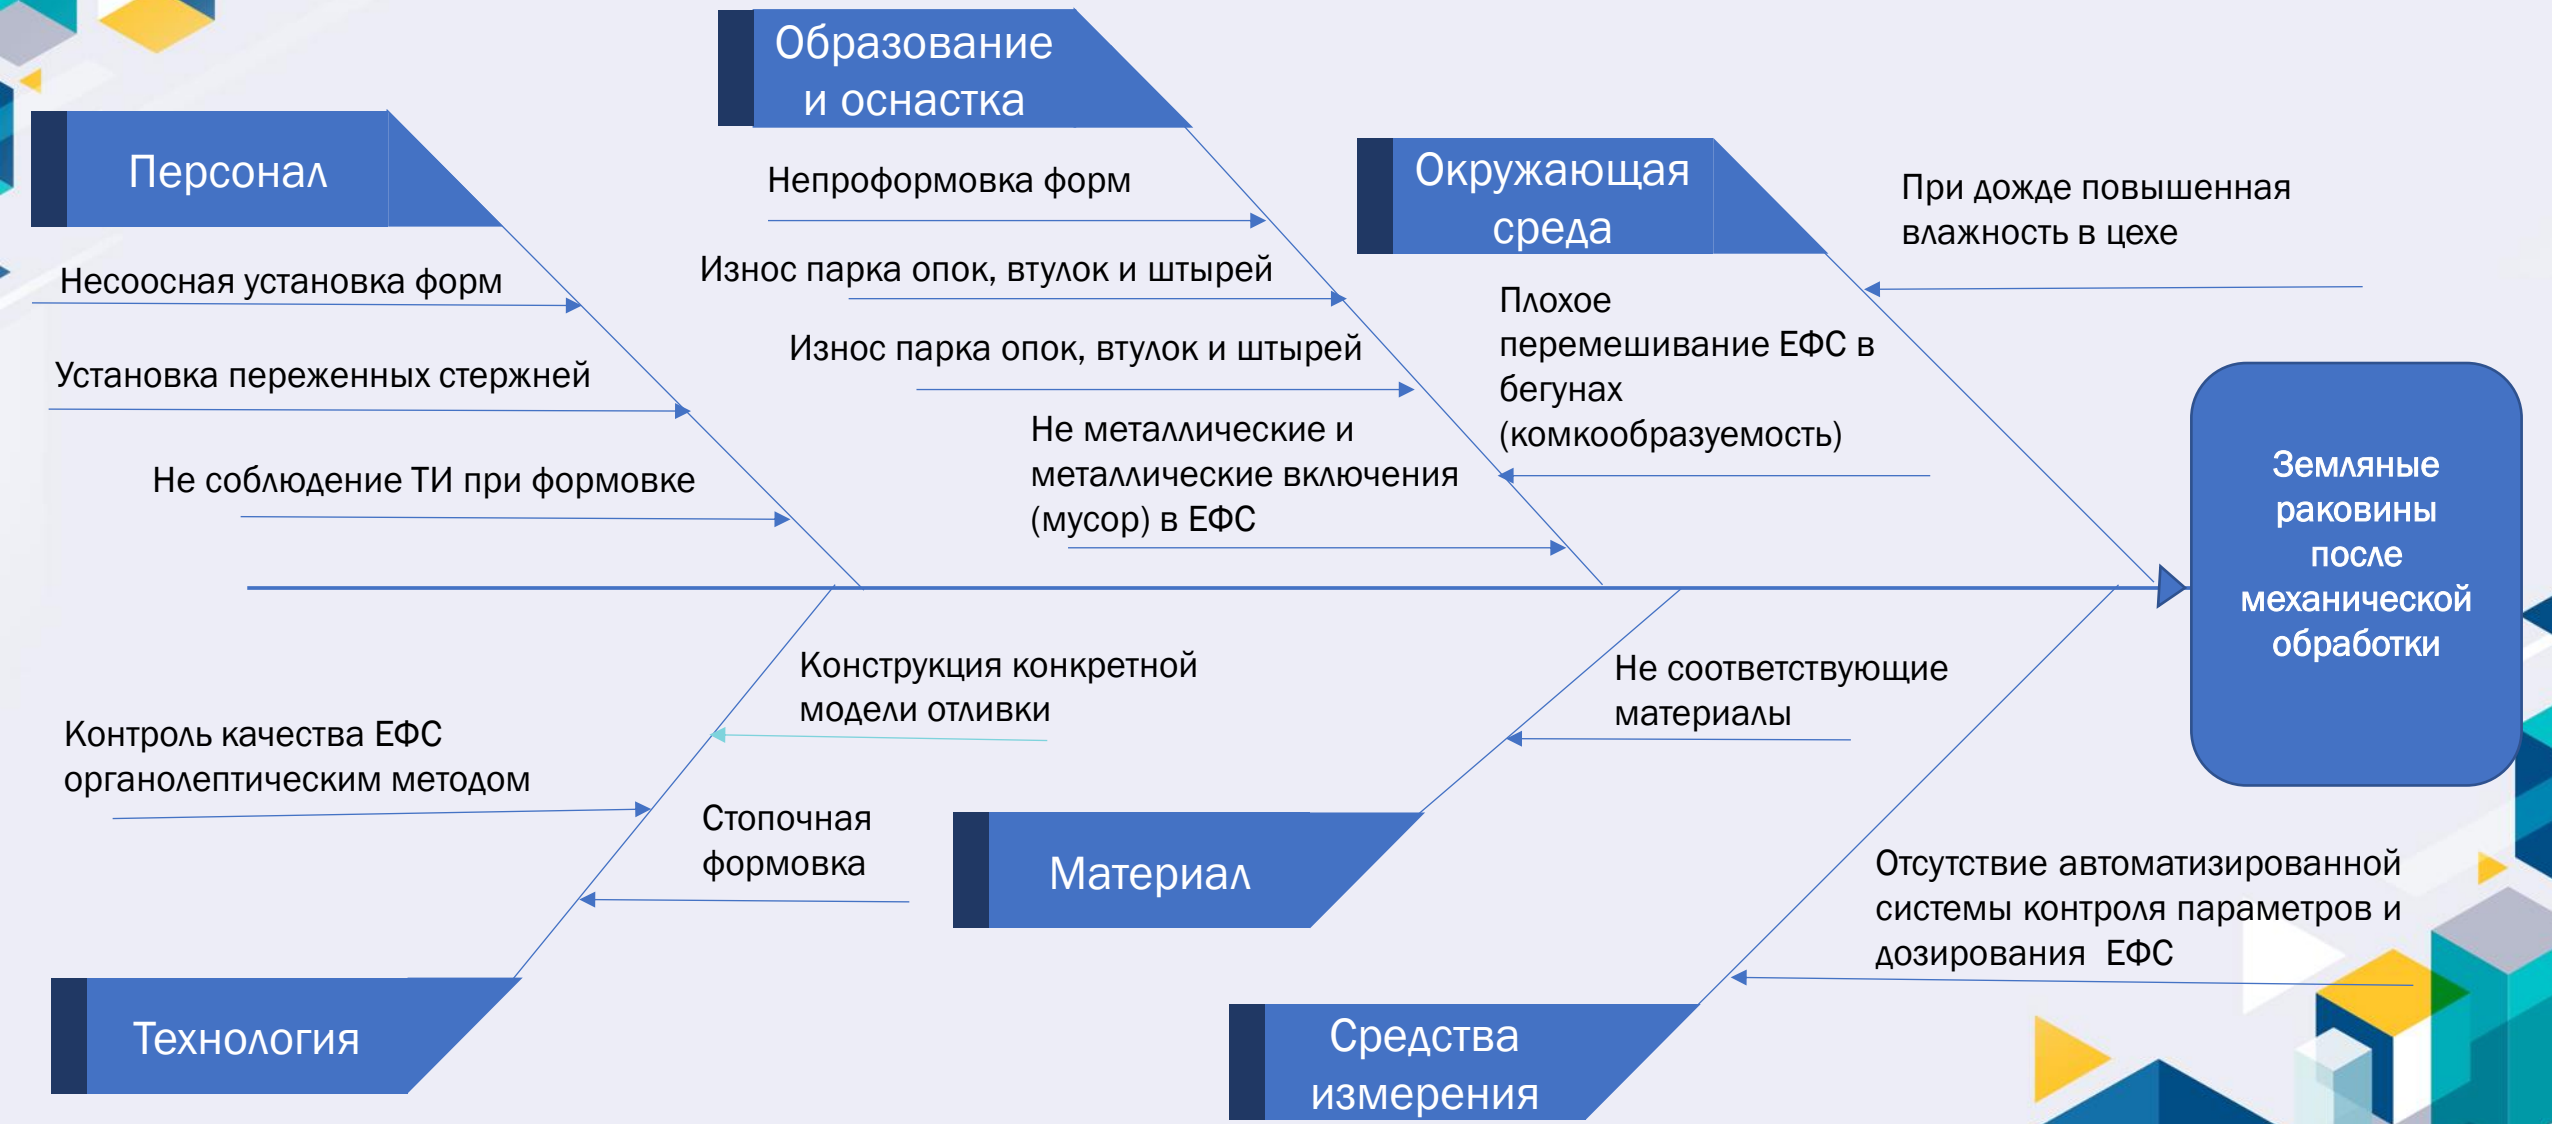 Образование
и оснастка
Персонал
Окружающая
среда
Непроформовка форм
При дожде повышенная
влажность в цехе
Несоосная установка форм
Износ парка опок, втулок и штырей
Плохое
перемешивание ЕФС в
бегунах
(комкообразуемость)
Установка переженных стержней
Износ парка опок, втулок и штырей
Не металлические и
металлические включения
(мусор) в ЕФС
Не соблюдение ТИ при формовке
Земляные
раковины
после
механической
обработки
Конструкция конкретной
модели отливки
Не соответствующие
материалы
Контроль качества ЕФС
органолептическим методом
Стопочная
формовка
Материал
Отсутствие автоматизированной
системы контроля параметров и
дозирования  ЕФС
Технология
Средства
измерения